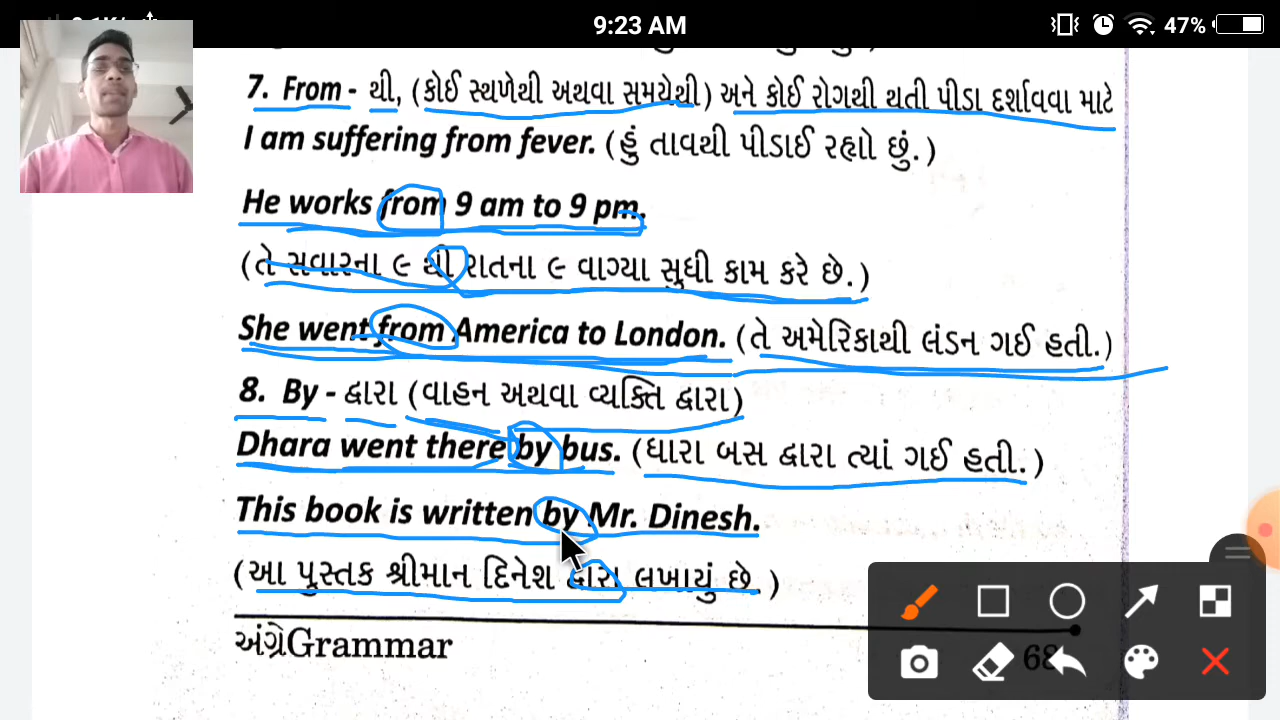 9:23 AM
47%
7. From - થી, (કોઈ સ્થળેથી અથવા સમયેથી) અને કોઈ રોગથી થતી પીડા દર્શાવવા માટે
I am suffering from fever. (હું તાવથી પીડાઈ રહ્યો છું.)
He works from 9 am to 9 pm.
(તે સવારના ૯ થી રાતના ૯ વાગ્યા સુધી કામ કરે છે.)
She went from America to London. (તે અમેરિકાથી લંડન ગઈ હતી.)
8. By - દ્વારા (વાહન અથવા વ્યક્તિ દ્વારા)
Dhara went there by bus. (ધારા બસ દ્વારા ત્યાં ગઈ હતી.)
This book is written by Mr. Dinesh.
(આ પુસ્તક શ્રીમાન દિનેશ દ્વારા લખાયું છે.)
અંગ્રેGrammar
68